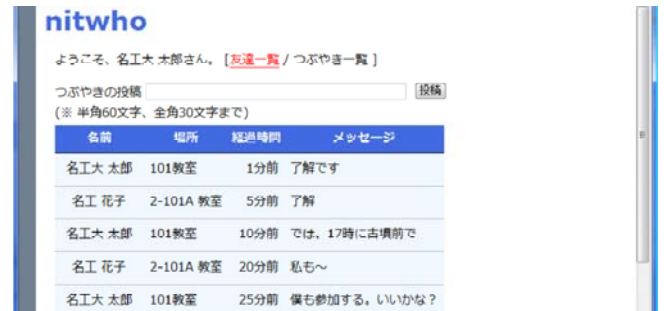 nitwho
ようこそ、名工大 太郎さん。 [友達一覧 / つぶやき一覧 ]
つぶやきの投稿 投稿
(※ 半角60文字、全角30文字まで)
名前 場所 経過時間 メッセージ
名工大 太郎 101教室 1分前 了解です
名工 花子 2-101A 教室 5分前 了解
名工大 太郎 101教室 10分前 では、17時に古墳前で
名工 花子 2-101A 教室 20分前 私も～
名工大 太郎 101教室 25分前 僕も参加する。いいかな？